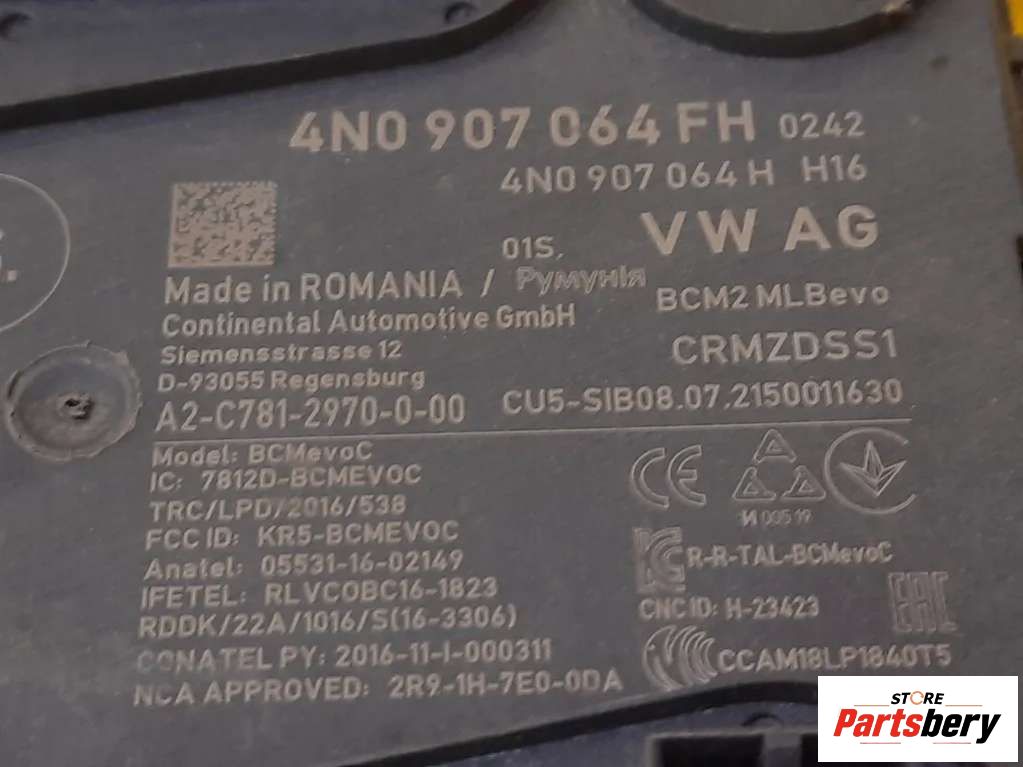 4N0 907 064 FH 0242
4N0 907 064 H H16
01S. VW AG
Made in ROMANIA / Румунія
BCM2 MLBevo
Continental Automotive GmbH
CRMZDSS1
Siemensstrasse 12
D-93055 Regensburg
A2-C781-2970-0-00
CU5-SIB08.07.2150011630
Model: BCMevoC
IC: 7812D-BCMEVOC
TRC/LPD/2016/538
FCC ID: KR5-BCMEVOC
Anatel: 05531-16-02149
IFETEL: RLVCOBC16-1823
RDDK/22A/1016/S(16-3306)
CONATEL PY: 2016-11-I-000311
NCA APPROVED: 2R9-1H-7E0-0DA
CE
И 005 19
R-R-TAL-BCMevoC
CNC ID: H-23423
EAC
CCAM18LP1840T5
STORE
Partsbery